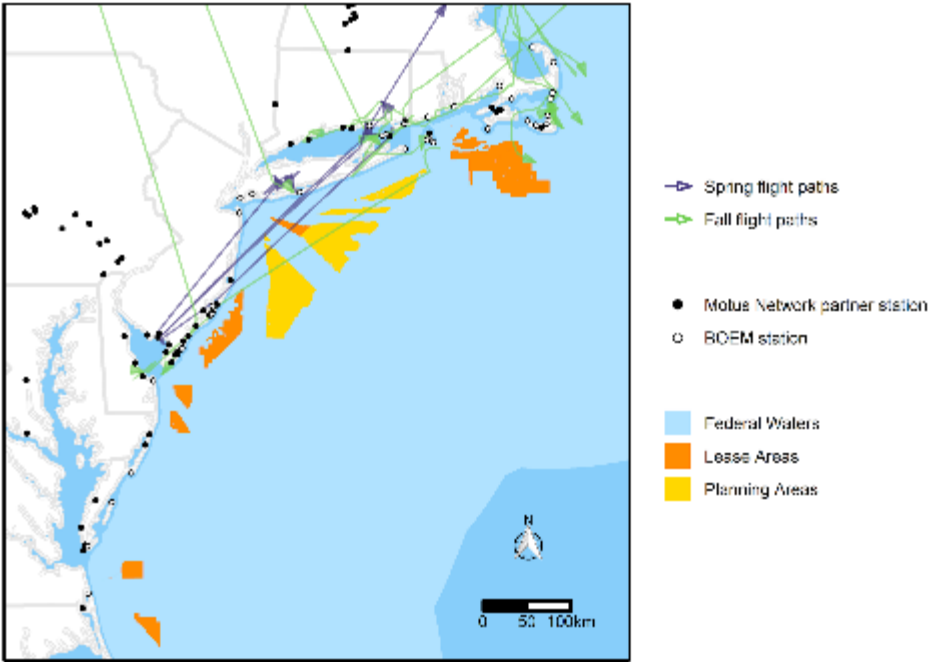 Spring flight paths
Fall flight paths
Motus Network partner station
BOEM station
Federal Waters
Lease Areas
Planning Areas
N
0 50 100km